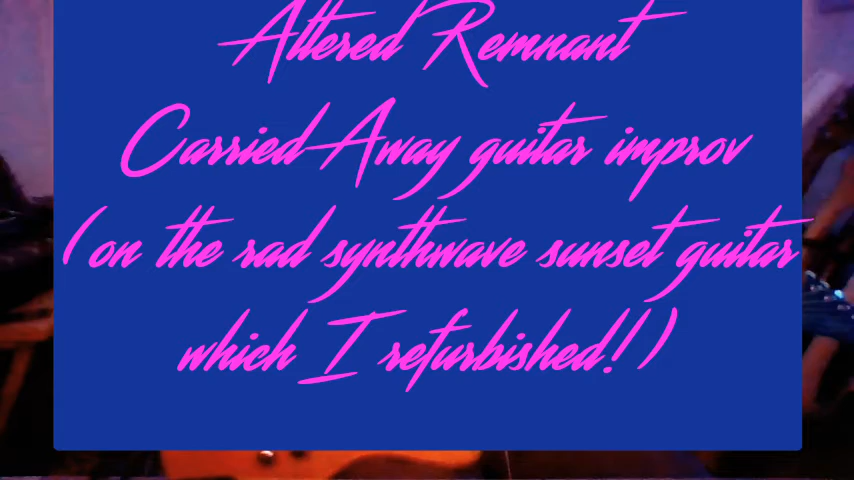 Altered Remnant
Carried Away guitar improv
(on the rad synthwave sunset guitar
which I refurbished!)